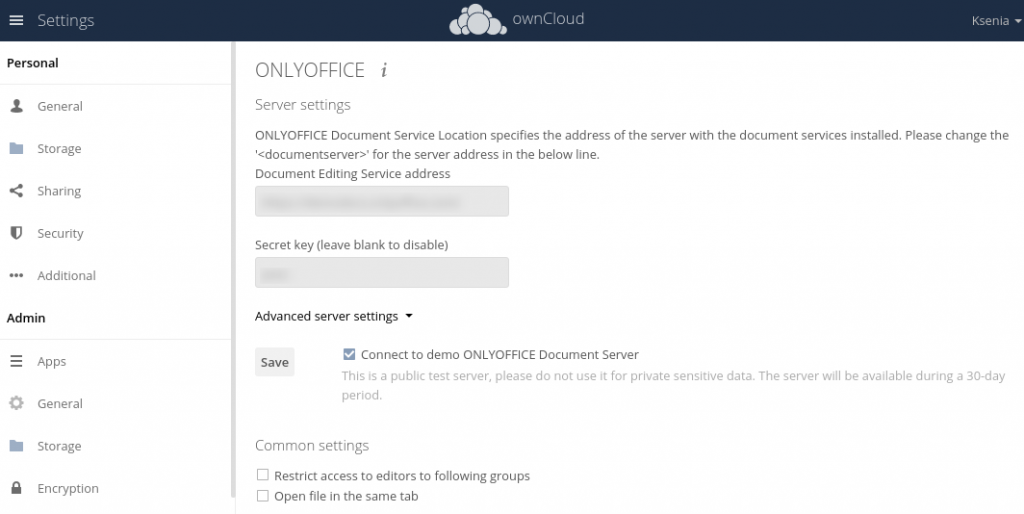 Settings
ownCloud
Ksenia
Personal
General
Storage
Sharing
Security
Additional
Admin
Apps
General
Storage
Encryption
ONLYOFFICE i
Server settings
ONLYOFFICE Document Service Location specifies the address of the server with the document services installed. Please change the
'<documentserver>' for the server address in the below line.
Document Editing Service address
Secret key (leave blank to disable)
Advanced server settings
Save
Connect to demo ONLYOFFICE Document Server
This is a public test server, please do not use it for private sensitive data. The server will be available during a 30-day
period.
Common settings
Restrict access to editors to following groups
Open file in the same tab